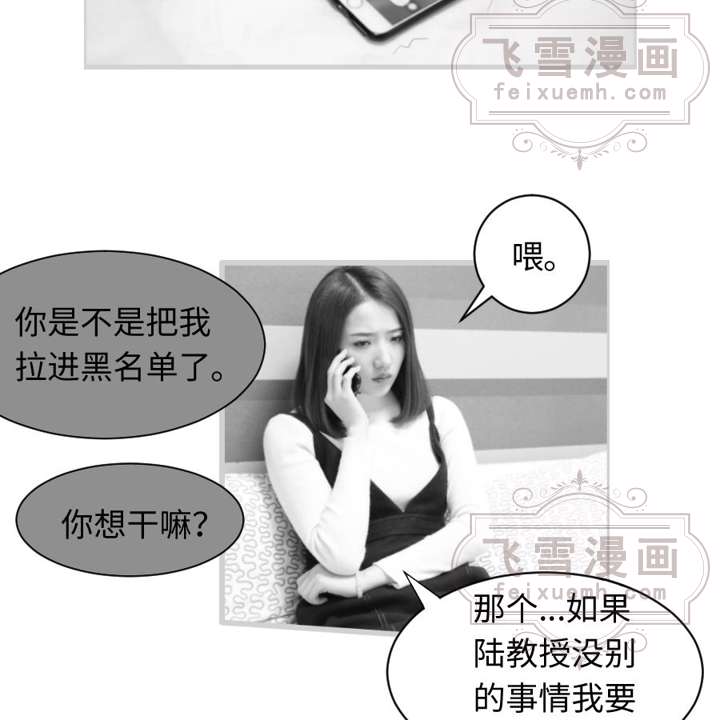 飞雪漫画
feixuemh.com
喂。
你是不是把我
拉进黑名单了。
你想干嘛？
飞雪漫画
feixuemh.com
那个...如果
陆教授没别
的事情我要